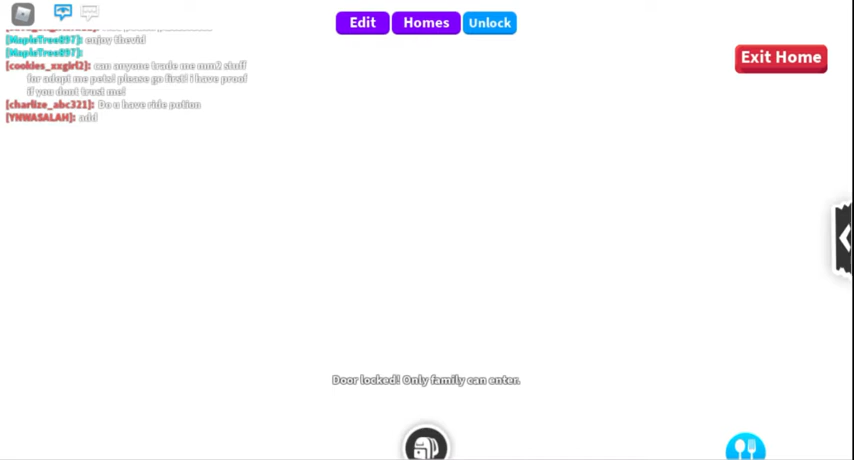 Edit Homes Unlock
[MapleTree897]: enjoy thevid
[MapleTree897]:
Exit Home
[cookies_xxgirl2]: can anyone trade me mm2 stuff
for adopt me pets! please go first! i have proof
if you dont trust me!
[charlize_abc321]: Do u have ride potion
[YNWASALAH]: add
Door locked! Only family can enter.